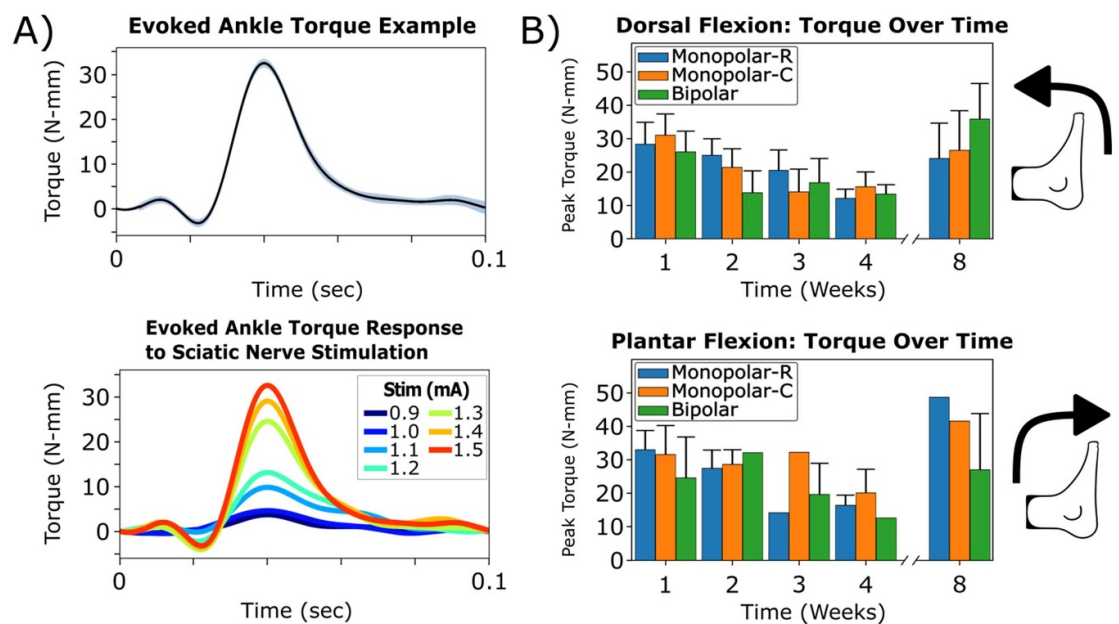 A)
Evoked Ankle Torque Example
Torque (N-mm)
30
20
10
0
0
0.1
Time (sec)
Evoked Ankle Torque Response
to Sciatic Nerve Stimulation
Torque (N-mm)
30
20
10
0
Stim (mA)
0.9 1.3
1.0 1.4
1.1 1.5
1.2
0
0.1
Time (sec)
B)
Dorsal Flexion: Torque Over Time
Peak Torque (N-mm)
50
40
30
20
10
0
Monopolar-R
Monopolar-C
Bipolar
1 2 3 4 8
Time (Weeks)
Plantar Flexion: Torque Over Time
Peak Torque (N-mm)
50
40
30
20
10
0
Monopolar-R
Monopolar-C
Bipolar
1 2 3 4 8
Time (Weeks)